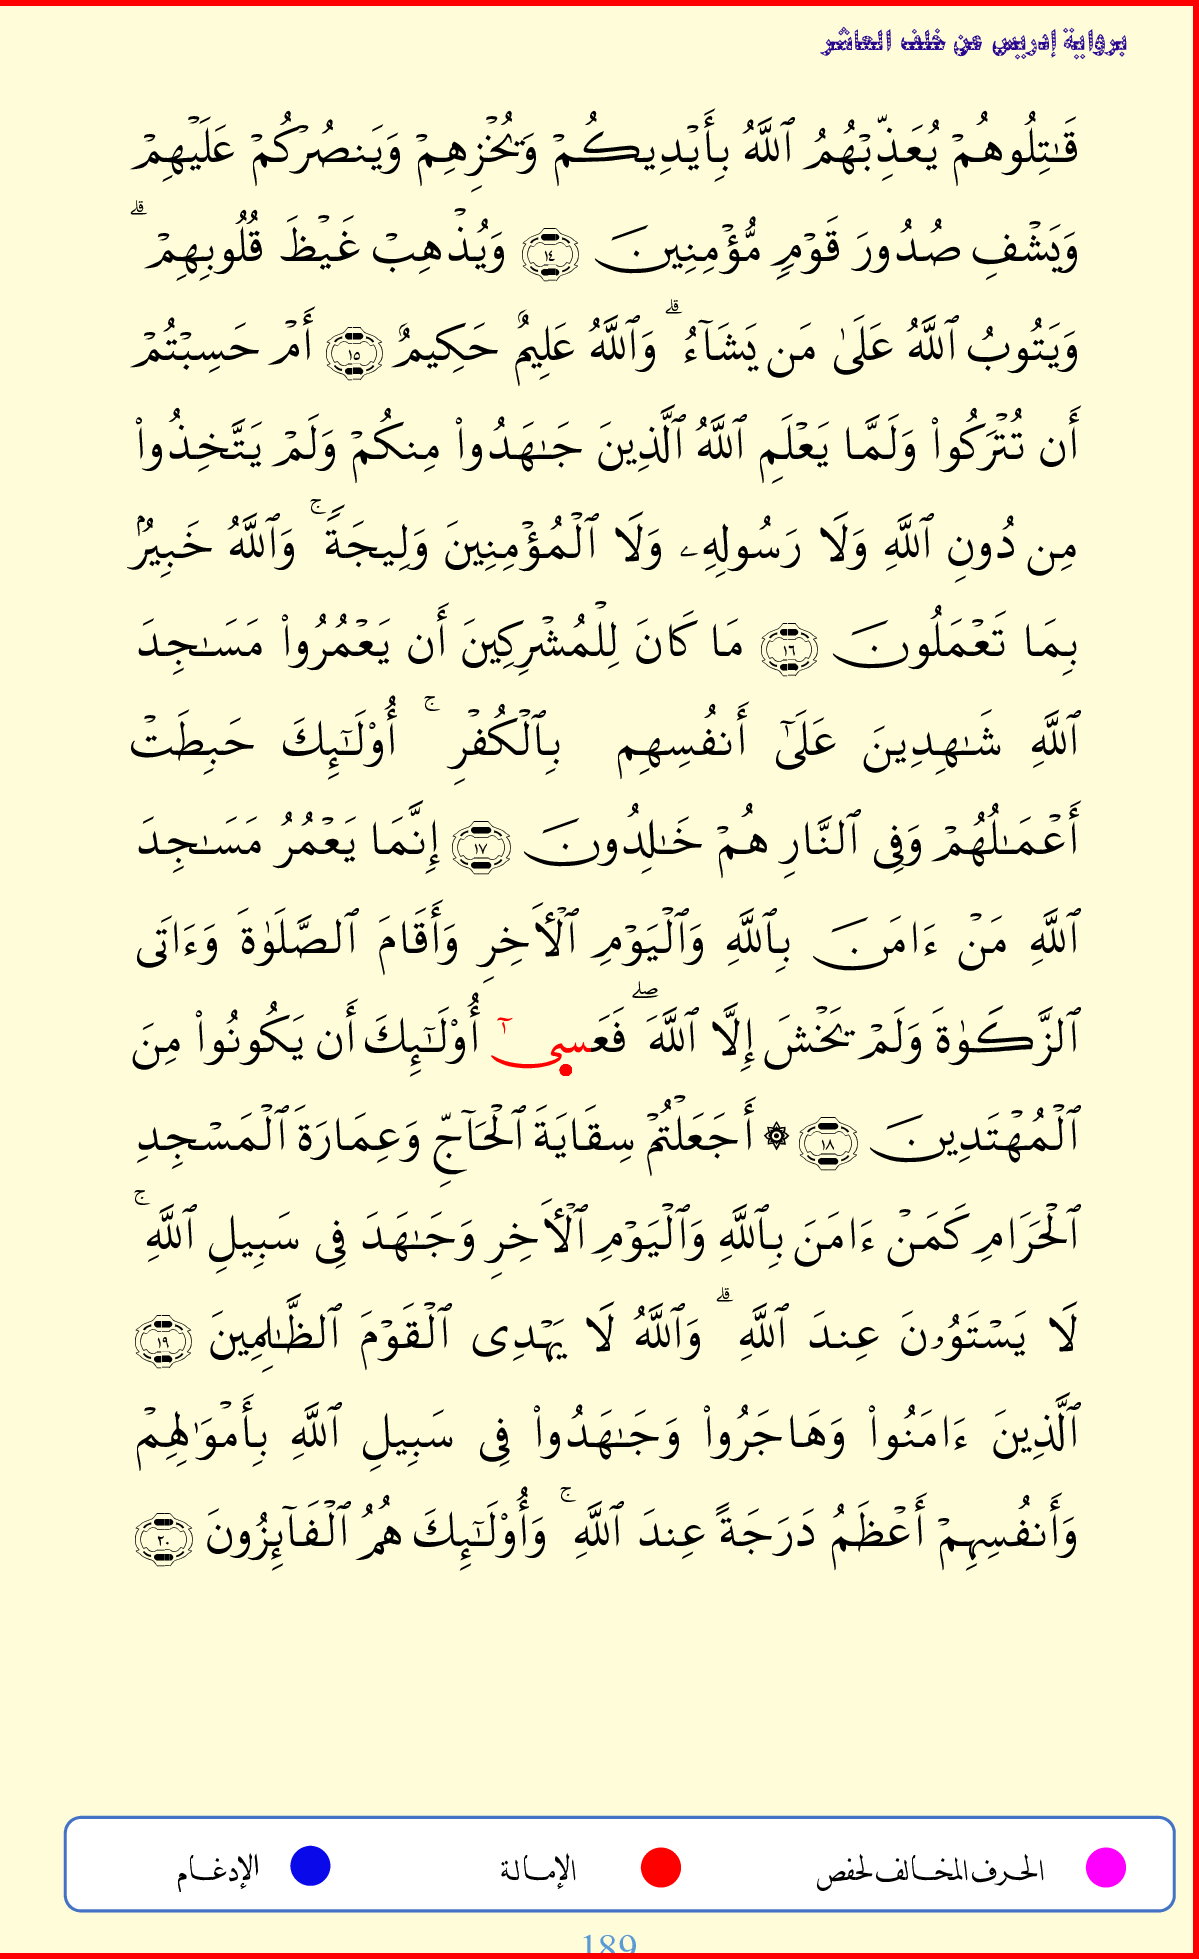 برواية إدريس عن خلف العاشر
قَـٰتِلُوهُمۡ يُعَذِّبۡهُمُ ٱللَّهُ بِأَيۡدِيكُمۡ وَيُخۡزِهِمۡ وَيَنصُرۡكُمۡ عَلَيۡهِمۡ
وَيَشۡفِ صُدُورَ قَوۡمٖ مُّؤۡمِنِينَ ١٤ وَيُذۡهِبۡ غَيۡظَ قُلُوبِهِمۡۗ
وَيَتُوبُ ٱللَّهُ عَلَىٰ مَن يَشَآءُۗ وَٱللَّهُ عَلِيمٌ حَكِيمٌ ١٥ أَمۡ حَسِبۡتُمۡ
أَن تُتۡرَكُواْ وَلَمَّا يَعۡلَمِ ٱللَّهُ ٱلَّذِينَ جَـٰهَدُواْ مِنكُمۡ وَلَمۡ يَتَّخِذُواْ
مِن دُونِ ٱللَّهِ وَلَا رَسُولِهِۦ وَلَا ٱلۡمُؤۡمِنِينَ وَلِيجَةٗۚ وَٱللَّهُ خَبِيرُۢ
بِمَا تَعۡمَلُونَ ١٦ مَا كَانَ لِلۡمُشۡرِكِينَ أَن يَعۡمُرُواْ مَسَـٰجِدَ
ٱللَّهِ شَـٰهِدِينَ عَلَىٰٓ أَنفُسِهِم بِٱلۡكُفۡرِۚ أُوْلَـٰٓئِكَ حَبِطَتۡ
أَعۡمَـٰلُهُمۡ وَفِى ٱلنَّارِ هُمۡ خَـٰلِدُونَ ١٧ إِنَّمَا يَعۡمُرُ مَسَـٰجِدَ
ٱللَّهِ مَنۡ ءَامَنَ بِٱللَّهِ وَٱلۡيَوۡمِ ٱلۡأَخِرِ وَأَقَامَ ٱلصَّلَوٰةَ وَءَاتَى
ٱلزَّكَوٰةَ وَلَمۡ يَخۡشَ إِلَّا ٱللَّهَۖ فَعَسىٰٓ أُوْلَـٰٓئِكَ أَن يَكُونُواْ مِنَ
ٱلۡمُهۡتَدِينَ ١٨ ۞ أَجَعَلۡتُمۡ سِقَايَةَ ٱلۡحَآجِّ وَعِمَارَةَ ٱلۡمَسۡجِدِ
ٱلۡحَرَامِ كَمَنۡ ءَامَنَ بِٱللَّهِ وَٱلۡيَوۡمِ ٱلۡأَخِرِ وَجَـٰهَدَ فِى سَبِيلِ ٱللَّهِۚ
لَا يَسۡتَوُۥنَ عِندَ ٱللَّهِۗ وَٱللَّهُ لَا يَهۡدِى ٱلۡقَوۡمَ ٱلظَّـٰلِمِينَ ١٩
ٱلَّذِينَ ءَامَنُواْ وَهَاجَرُواْ وَجَـٰهَدُواْ فِى سَبِيلِ ٱللَّهِ بِأَمۡوَٰلِهِمۡ
وَأَنفُسِهِمۡ أَعۡظَمُ دَرَجَةً عِندَ ٱللَّهِۚ وَأُوْلَـٰٓئِكَ هُمُ ٱلۡفَآئِزُونَ ٢٠
الحرف المخالف لحفص الإمالة الإدغام
189